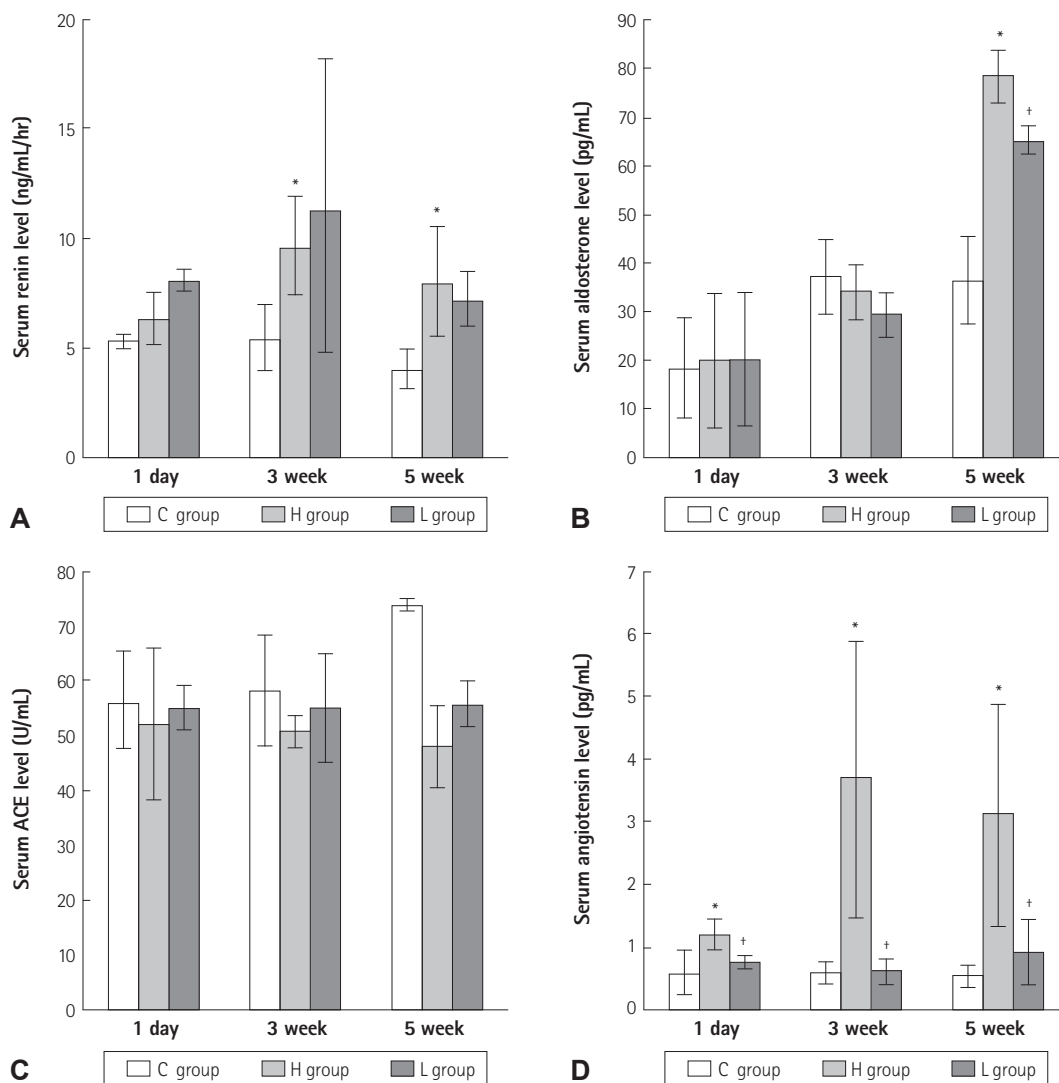 Serum renin level (ng/mL/hr)
20
15
10
5
0
*
*
1 day
3 week
5 week
C group
H group
L group
A
Serum aldosterone level (pg/mL)
90
80
70
60
50
40
30
20
10
0
*
†
1 day
3 week
5 week
C group
H group
L group
B
Serum ACE level (U/mL)
80
70
60
50
40
30
20
10
0
1 day
3 week
5 week
C group
H group
L group
C
Serum angiotensin level (pg/mL)
7
6
5
4
3
2
1
0
*
†
*
†
*
†
1 day
3 week
5 week
C group
H group
L group
D